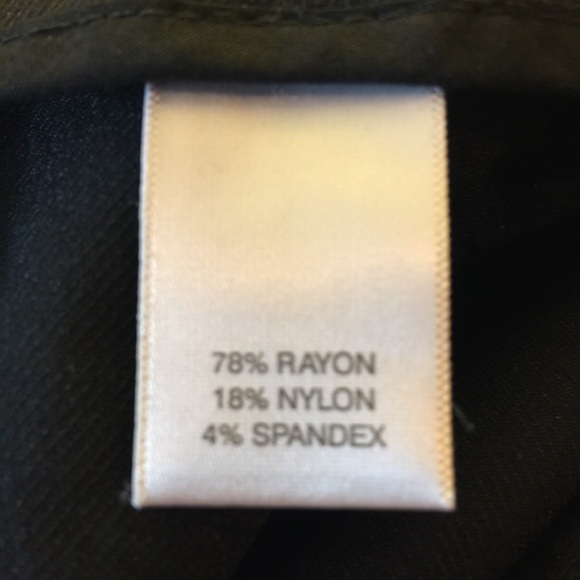 78% RAYON
18% NYLON
4% SPANDEX